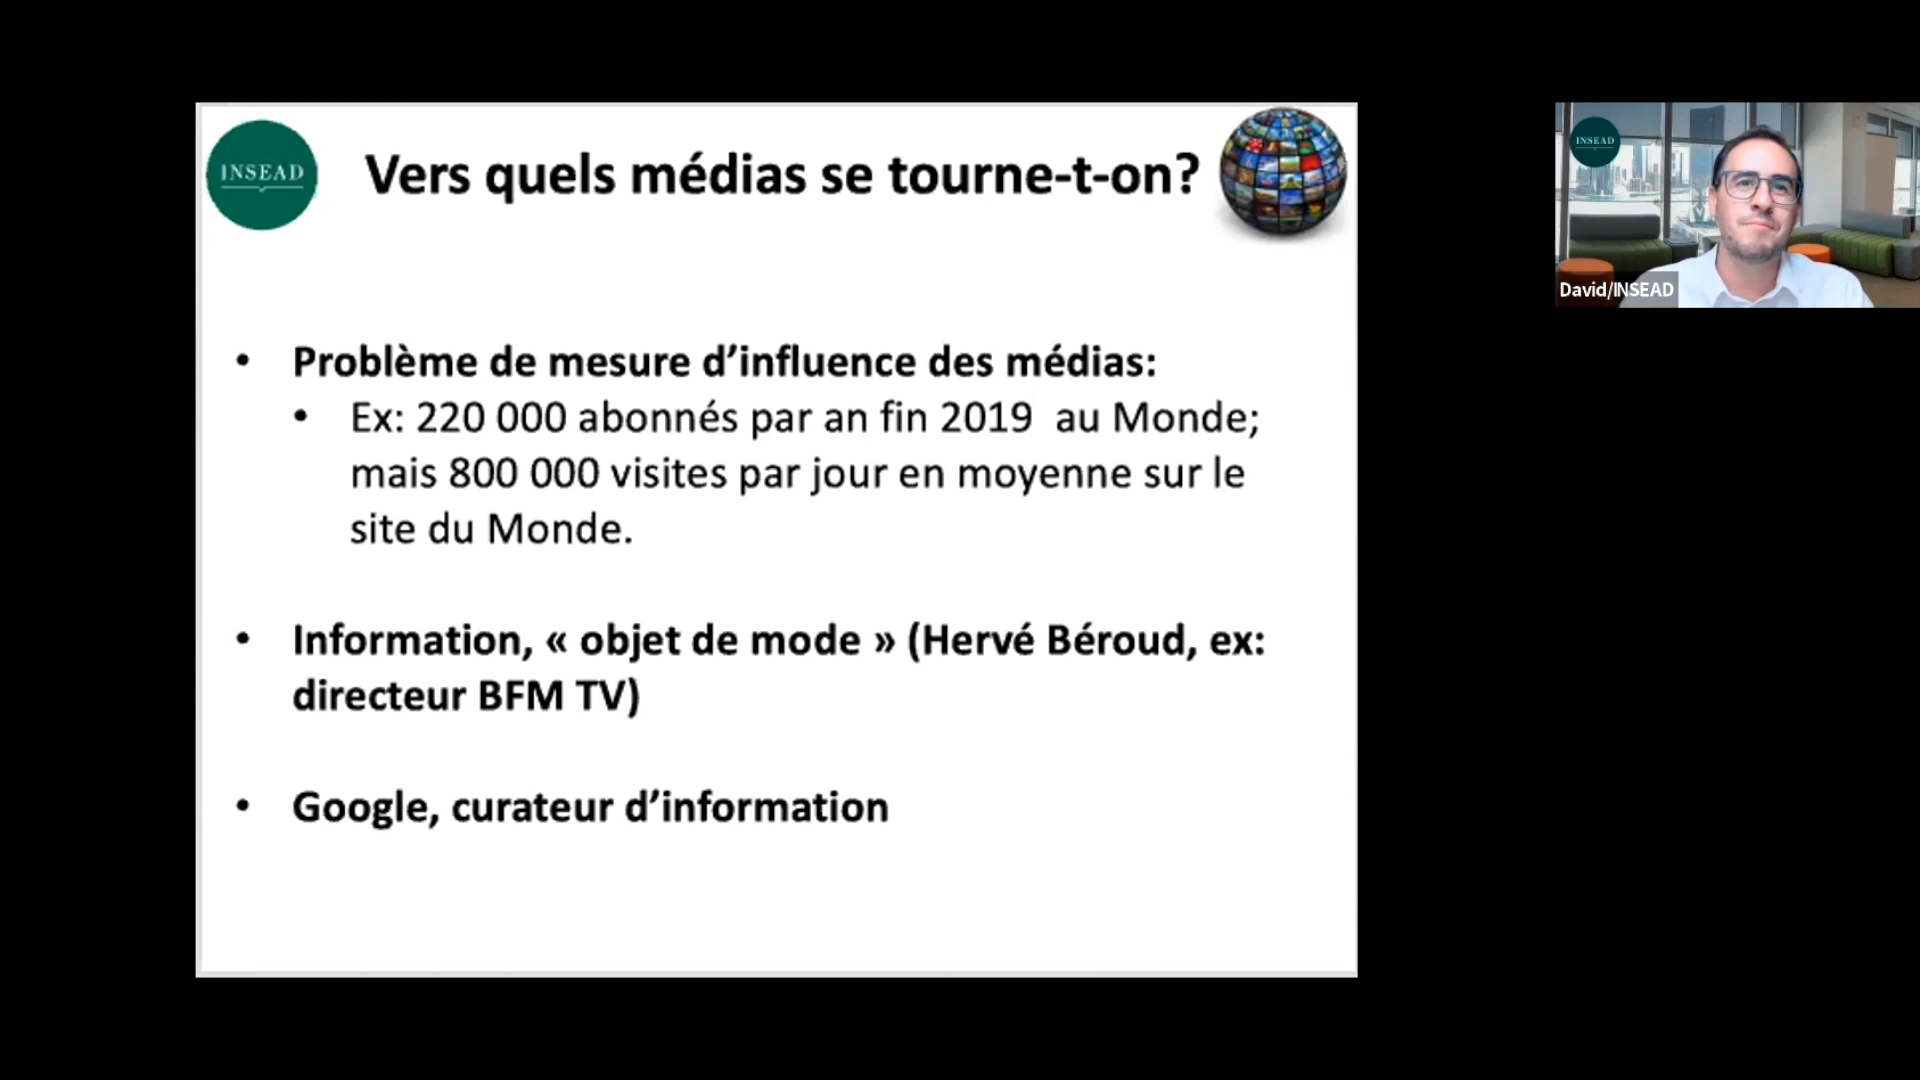 INSEAD
Vers quels médias se tourne-t-on?
• Problème de mesure d’influence des médias:
• Ex: 220 000 abonnés par an fin 2019  au Monde;
mais 800 000 visites par jour en moyenne sur le
site du Monde.
• Information, « objet de mode » (Hervé Béroud, ex:
directeur BFM TV)
• Google, curateur d’information
INSEAD
David/INSEAD